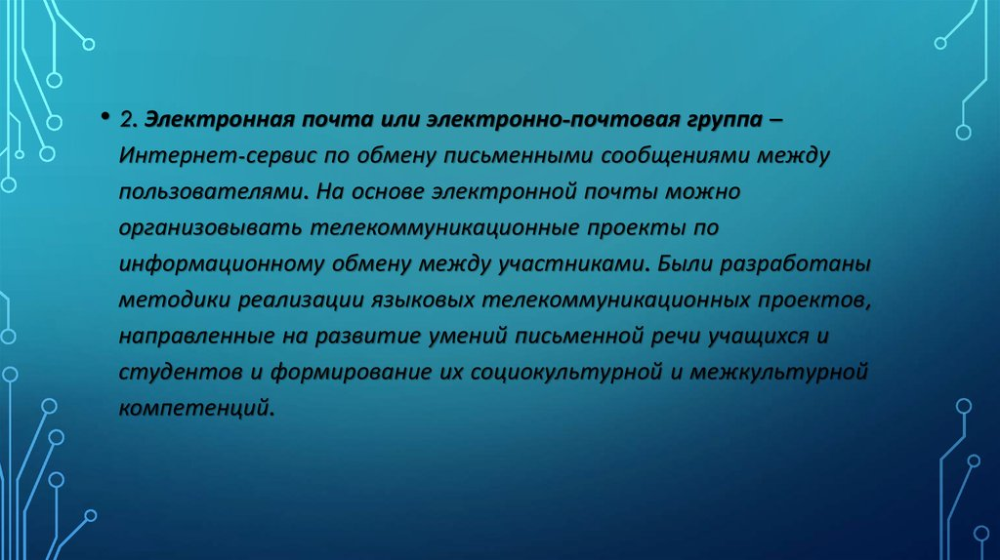 • 2. Электронная почта или электронно-почтовая группа –
Интернет-сервис по обмену письменными сообщениями между
пользователями. На основе электронной почты можно
организовывать телекоммуникационные проекты по
информационному обмену между участниками. Были разработаны
методики реализации языковых телекоммуникационных проектов,
направленные на развитие умений письменной речи учащихся и
студентов и формирование их социокультурной и межкультурной
компетенций.